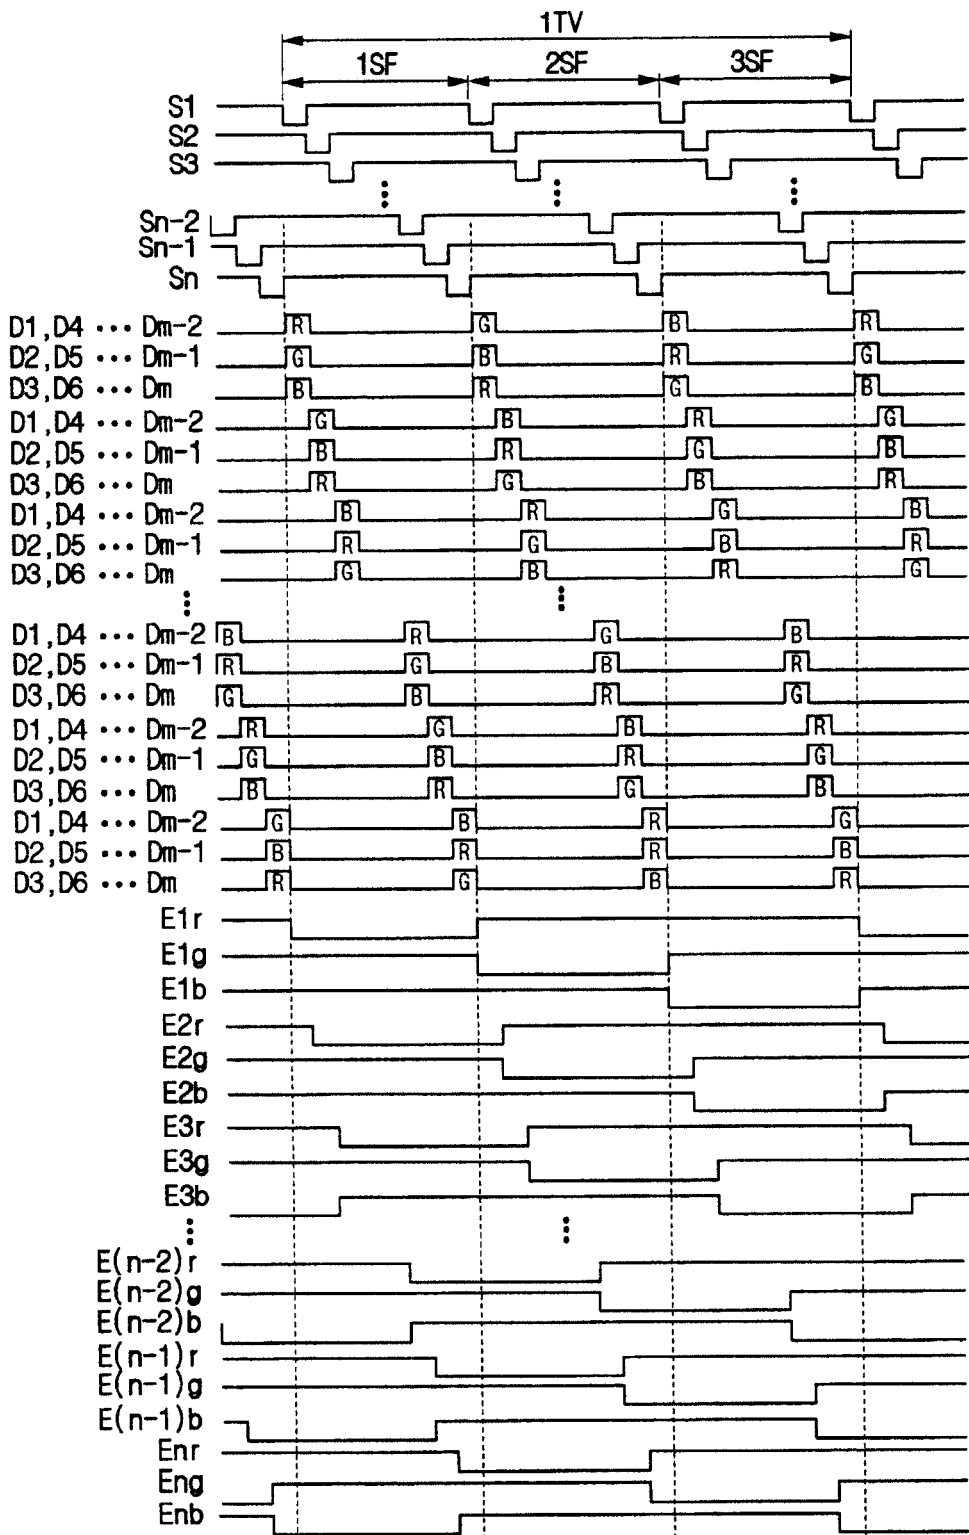 1TV
1SF 2SF 3SF
S1
S2
S3
Sn-2
Sn-1
Sn
D1,D4 ••• Dm-2 R G B R
D2,D5 ••• Dm-1 G B R G
D3,D6 ••• Dm B R G B
D1,D4 ••• Dm-2 G B R G
D2,D5 ••• Dm-1 B R G B
D3,D6 ••• Dm R G B R
D1,D4 ••• Dm-2 B R G B
D2,D5 ••• Dm-1 R G B R
D3,D6 ••• Dm G B R G
D1,D4 ••• Dm-2 B R G B
D2,D5 ••• Dm-1 R G B R
D3,D6 ••• Dm G B R G
D1,D4 ••• Dm-2 R G B R
D2,D5 ••• Dm-1 G B R G
D3,D6 ••• Dm B R G B
D1,D4 ••• Dm-2 G B R G
D2,D5 ••• Dm-1 B R R B
D3,D6 ••• Dm R G B R
E1r
E1g
E1b
E2r
E2g
E2b
E3r
E3g
E3b
E(n-2)r
E(n-2)g
E(n-2)b
E(n-1)r
E(n-1)g
E(n-1)b
Enr
Eng
Enb